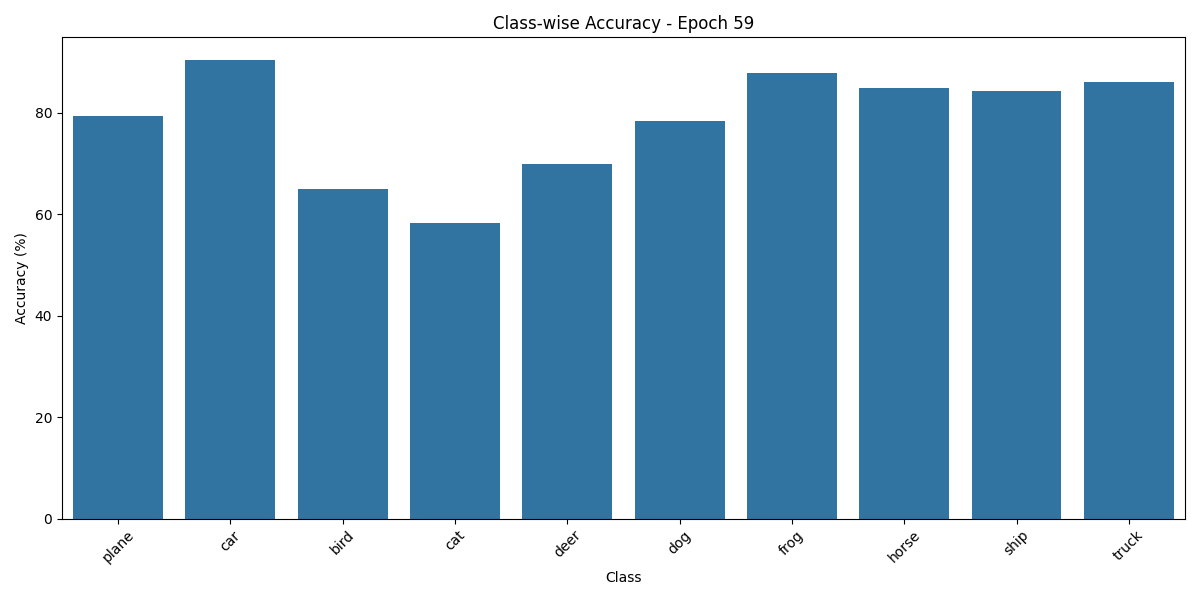 Class-wise Accuracy - Epoch 59
Accuracy (%)
80
60
40
20
0
plane
car
bird
cat
deer
dog
frog
horse
ship
truck
Class